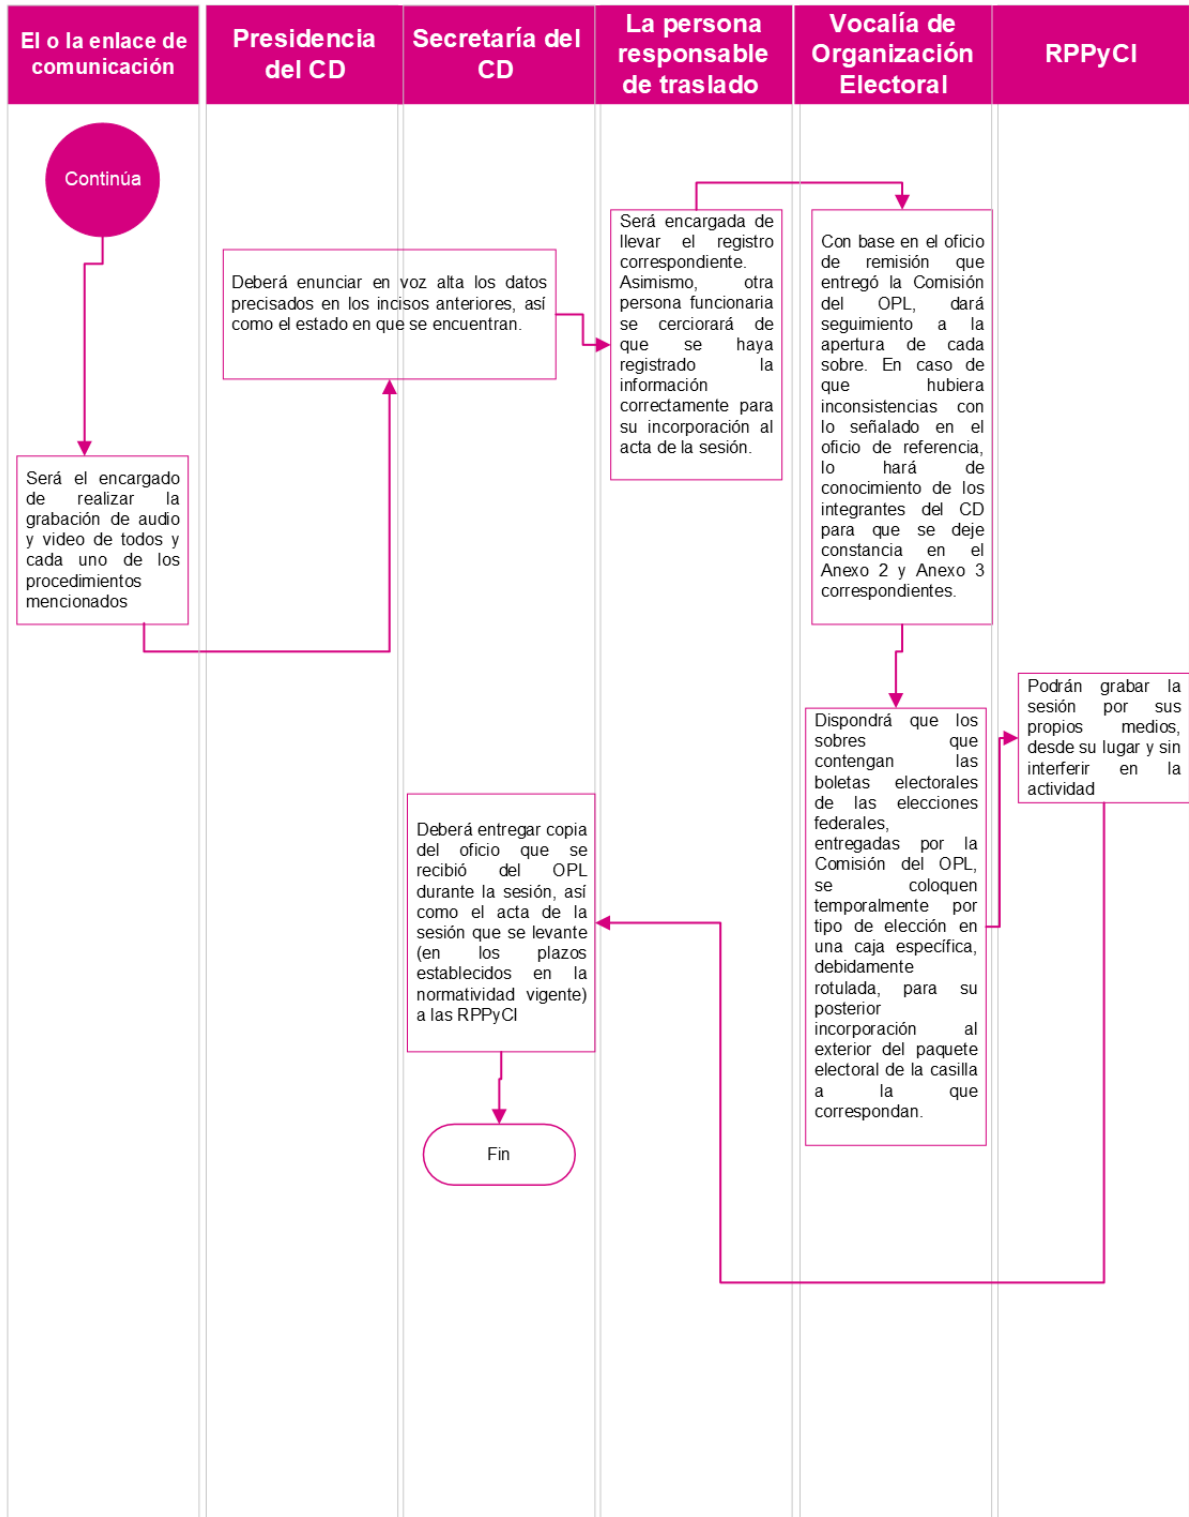 El o la enlace de
comunicación
Presidencia
del CD
Secretaría del
CD
La persona
responsable
de traslado
Vocalía de
Organización
Electoral
RPPyCI
Continúa
Será el encargado
de realizar la
grabación de audio
y video de todos y
cada uno de los
procedimientos
mencionados
Deberá enunciar en voz alta los datos
precisados en los incisos anteriores, así
como el estado en que se encuentran.
Será encargada de
llevar el registro
correspondiente.
Asimismo, otra
persona funcionaria
se cerciorará de
que se haya
registrado la
información
correctamente para
su incorporación al
acta de la sesión.
Con base en el oficio
de remisión que
entregó la Comisión
del OPL, dará
seguimiento a la
apertura de cada
sobre. En caso de
que hubiera
inconsistencias con
lo señalado en el
oficio de referencia,
lo hará de
conocimiento de los
integrantes del CD
para que se deje
constancia en el
Anexo 2 y Anexo 3
correspondientes.
Dispondrá que los
sobres que
contengan las
boletas electorales
de las elecciones
federales,
entregadas por la
Comisión del OPL,
se coloquen
temporalmente por
tipo de elección en
una caja específica,
debidamente
rotulada, para su
posterior
incorporación al
exterior del paquete
electoral de la casilla
a la que
correspondan.
Podrán grabar la
sesión por sus
propios medios,
desde su lugar y sin
interferir en la
actividad
Deberá entregar copia
del oficio que se
recibió del OPL
durante la sesión, así
como el acta de la
sesión que se levante
(en los plazos
establecidos en la
normatividad vigente)
a las RPPyCI
Fin